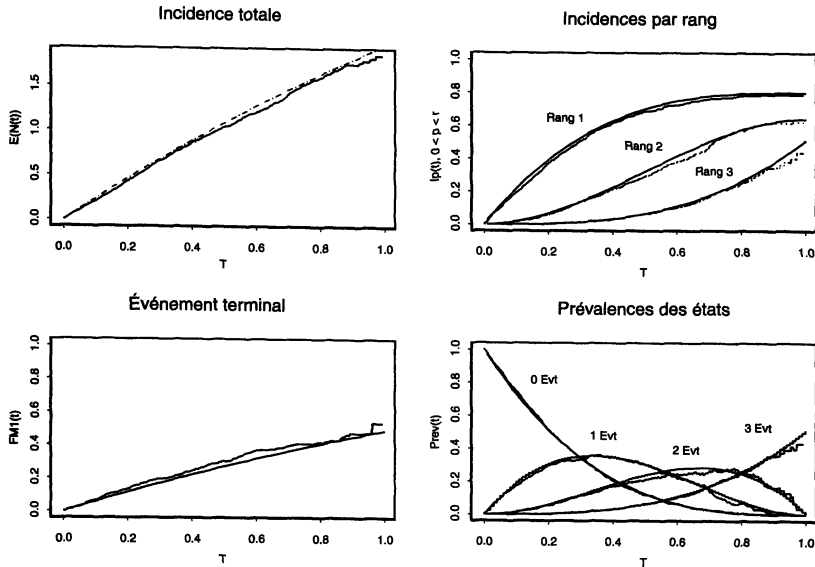 Incidence totale
E(N(t))
1.5
1.0
0.5
0.0
0.0 0.2 0.4 0.6 0.8 1.0
T
Incidences par rang
Ip(t), 0 < p < r
1.0
0.8
0.6
0.4
0.2
0.0
Rang 1
Rang 2
Rang 3
0.0 0.2 0.4 0.6 0.8 1.0
T
Événement terminal
FM1(t)
1.0
0.8
0.6
0.4
0.2
0.0
0.0 0.2 0.4 0.6 0.8 1.0
T
Prévalences des états
Prev(t)
1.0
0.8
0.6
0.4
0.2
0.0
0 Evt
1 Evt
2 Evt
3 Evt
0.0 0.2 0.4 0.6 0.8 1.0
T